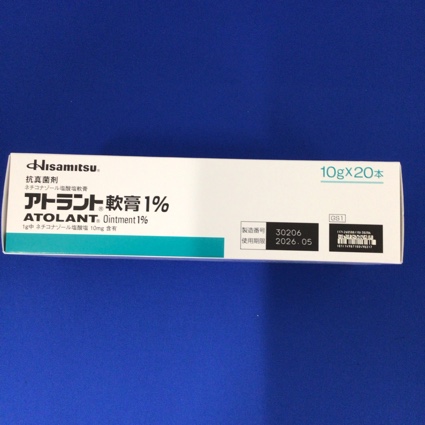 Hisamitsu®
10g×20本
抗真菌剤
ネチコナゾール塩酸塩軟膏
アトラント®軟膏1%
ATOLANT® Ointment 1%
1g中 ネチコナゾール塩酸塩 10mg 含有
製造番号 30206
使用期限 2026.05
GS1